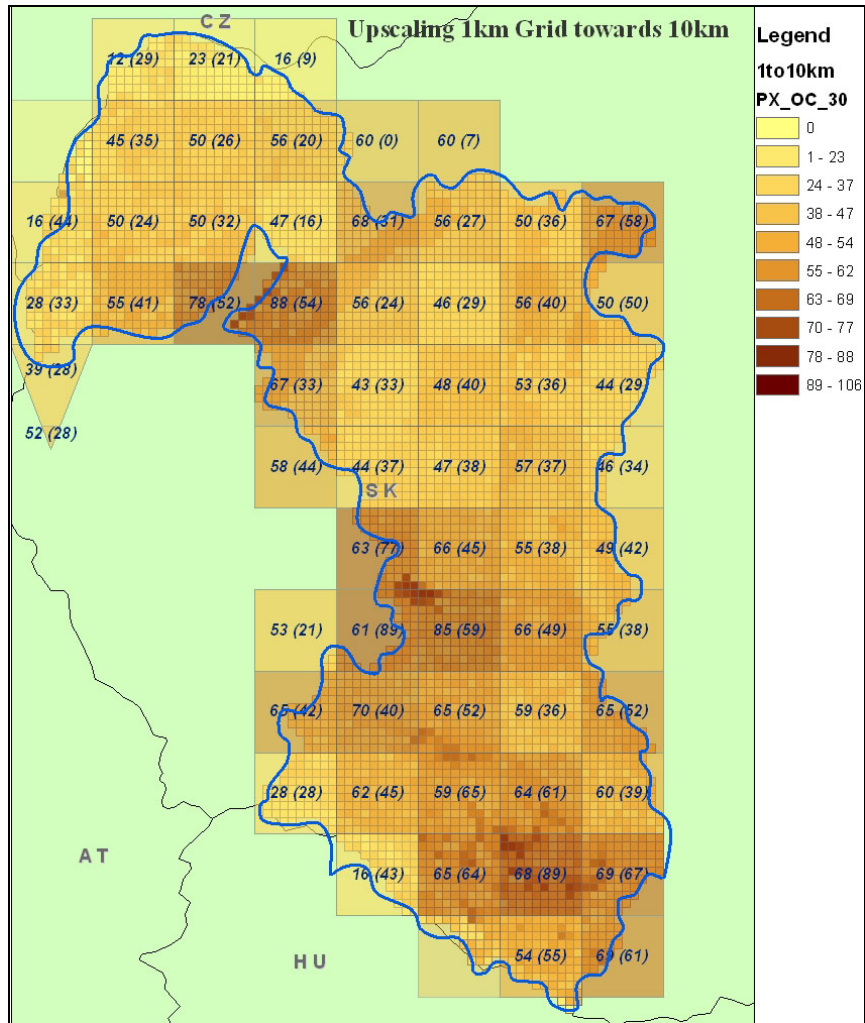 CZ
Upscaling 1km Grid towards 10km
12 (29) 23 (21) 16 (9)
45 (35) 50 (26) 56 (20) 60 (0) 60 (7)
16 (44) 50 (24) 50 (32) 47 (16) 68 (31) 56 (27) 50 (36) 67 (58)
28 (33) 55 (41) 78 (52) 88 (54) 56 (24) 46 (29) 56 (40) 50 (50)
39 (28) 67 (33) 43 (33) 48 (40) 53 (36) 44 (29)
52 (28) 58 (44) 44 (37) 47 (38) 57 (37) 46 (34)
SK
63 (77) 66 (45) 55 (38) 49 (42)
53 (21) 61 (89) 85 (59) 66 (49) 55 (38)
65 (42) 70 (40) 65 (52) 59 (36) 65 (52)
28 (28) 62 (45) 59 (65) 64 (61) 60 (39)
AT
16 (43) 65 (64) 68 (89) 69 (67)
HU
54 (55) 69 (61)
Legend
1to10km
PX_OC_30
0
1 - 23
24 - 37
38 - 47
48 - 54
55 - 62
63 - 69
70 - 77
78 - 88
89 - 106